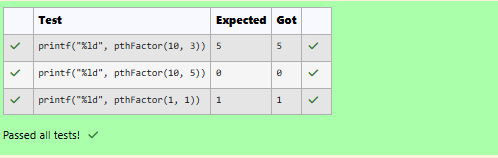 Test Expected Got
printf("%ld", pthFactor(10, 3)) 5 5
printf("%ld", pthFactor(10, 5)) 0 0
printf("%ld", pthFactor(1, 1)) 1 1
Passed all tests!